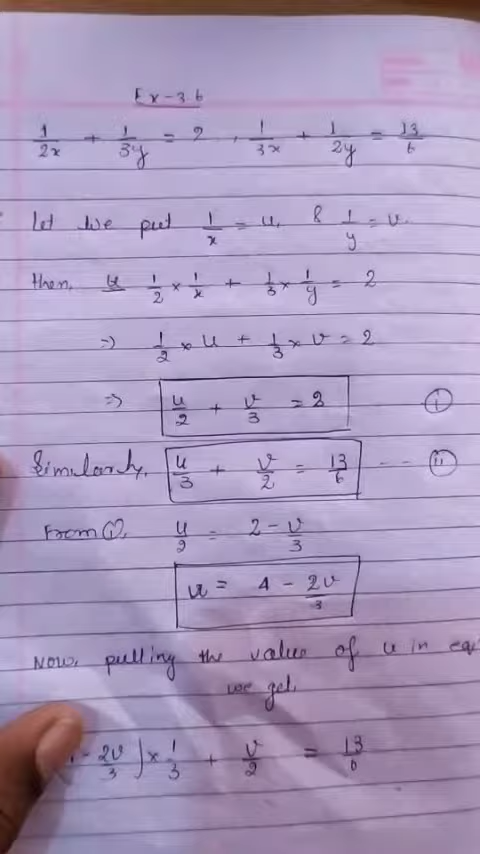 Ex-3.6
1/2x + 1/3y = 2 , 1/3x + 1/2y = 13/6
Let we put 1/x = u. & 1/y = v.
then, u 1/2 × 1/x + 1/3 × 1/y = 2
=> 1/2 × u + 1/3 × v = 2
=> u/2 + v/3 = 2 (i)
Similarly, u/3 + v/2 = 13/6 -- (ii)
From (1), u/2 = 2 - v/3
u = 4 - 2v/3
Now, putting the value of u in eq
we get,
- 2v/3) × 1/3 + v/2 = 13/6